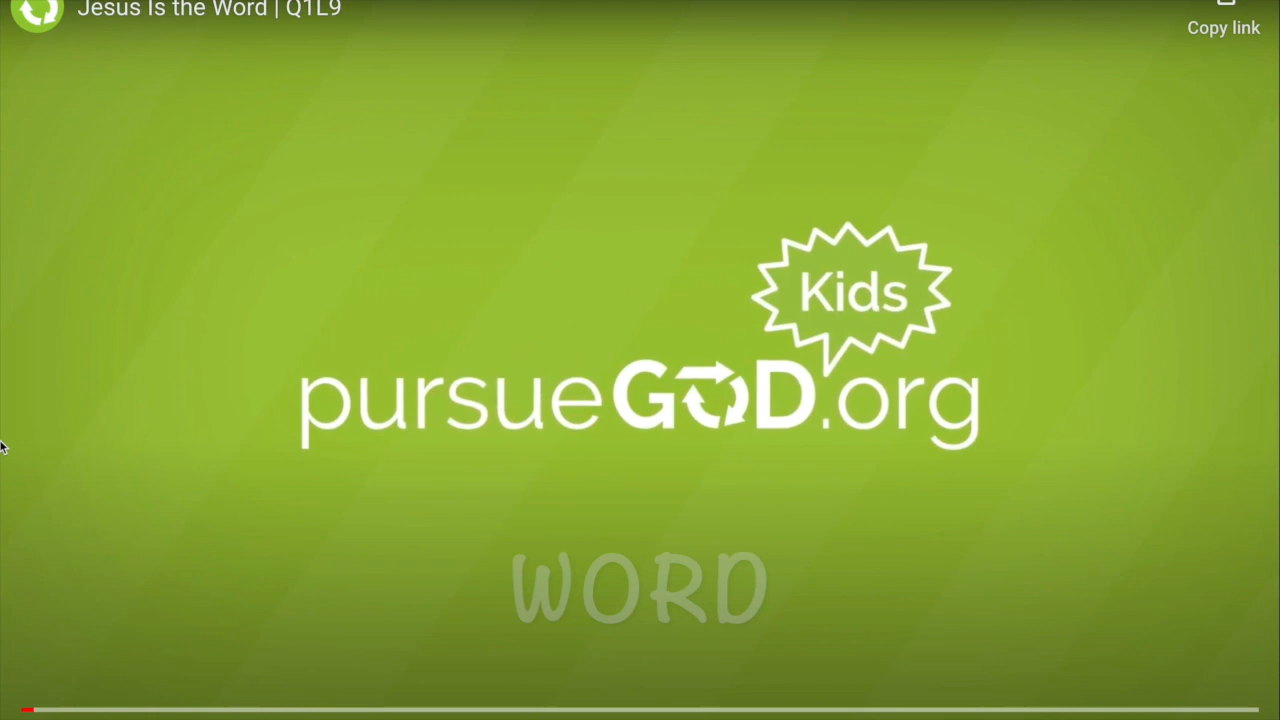 Jesus Is the Word | Q1L9
Copy link
Kids
pursueGOD.org
WORD